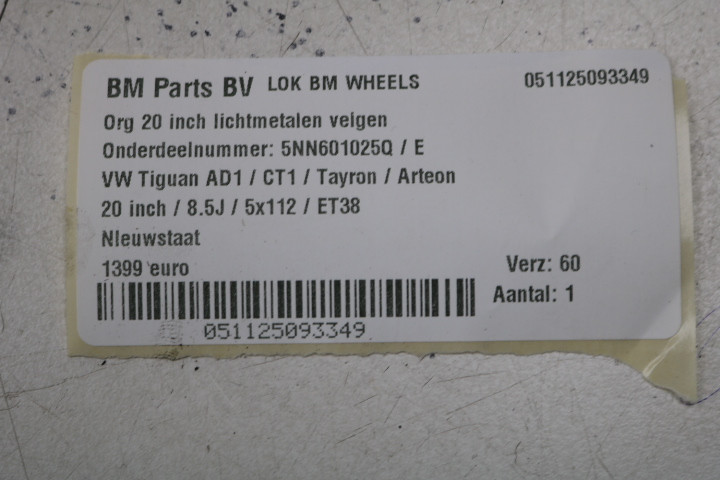 BM Parts BV LOK BM WHEELS 051125093349
Org 20 inch lichtmetalen velgen
Onderdeelnummer: 5NN601025Q / E
VW Tiguan AD1 / CT1 / Tayron / Arteon
20 inch / 8.5J / 5x112 / ET38
NIeuwstaat
1399 euro Verz: 60
Aantal: 1
051125093349